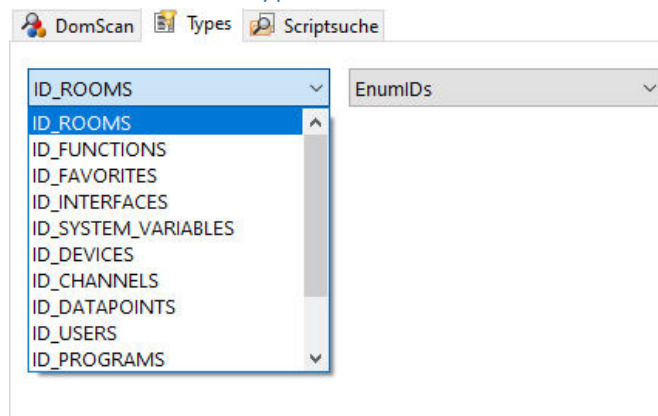 DomScan Types Scriptsuche
ID_ROOMS EnumIDs
ID_ROOMS
ID_FUNCTIONS
ID_FAVORITES
ID_INTERFACES
ID_SYSTEM_VARIABLES
ID_DEVICES
ID_CHANNELS
ID_DATAPOINTS
ID_USERS
ID_PROGRAMS